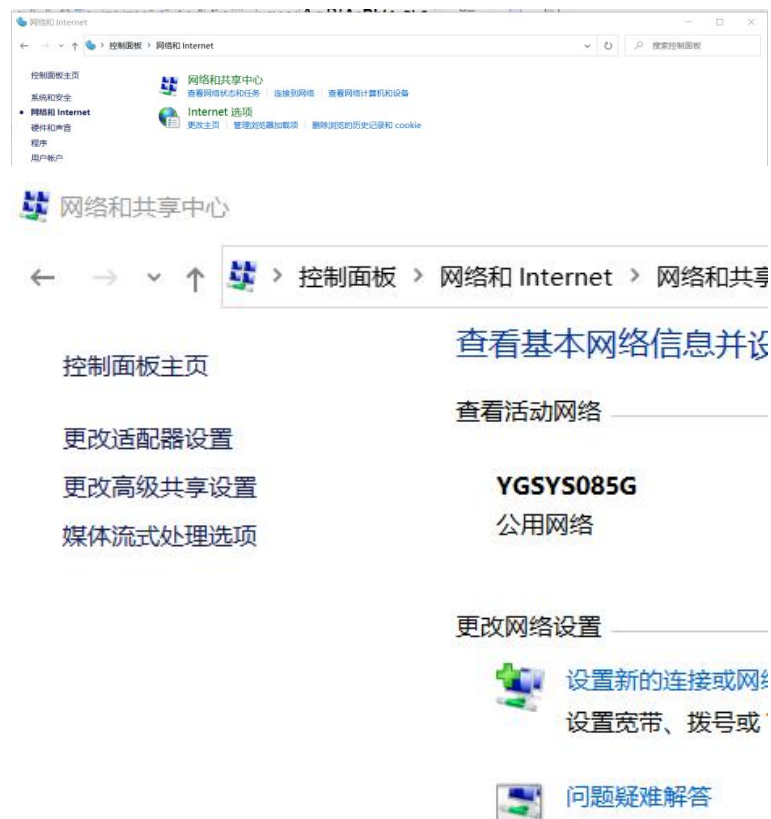 网络和 Internet
控制面板 > 网络和 Internet
搜索控制面板
控制面板主页
系统和安全
网络和 Internet
硬件和声音
程序
用户帐户
网络和共享中心
查看网络状态和任务 | 连接到网络 | 查看网络计算机和设备
Internet 选项
更改主页 | 管理浏览器加载项 | 删除浏览的历史记录和 cookie
网络和共享中心
控制面板 > 网络和 Internet > 网络和共享
控制面板主页
更改适配器设置
更改高级共享设置
媒体流式处理选项
查看基本网络信息并设
查看活动网络
YGSYS085G
公用网络
更改网络设置
设置新的连接或网络
设置宽带、拨号或
问题疑难解答